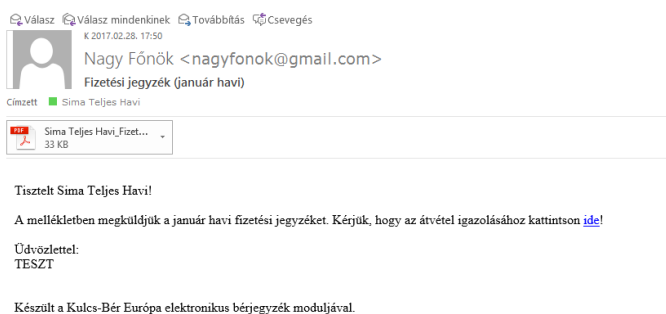 Válasz Válasz mindenkinek Továbbítás Csevegés
K 2017.02.28. 17:50
Nagy Főnök <nagyfonok@gmail.com>
Fizetési jegyzék (január havi)
Címzett Sima Teljes Havi
PDF Sima Teljes Havi_Fizet...
33 KB
Tisztelt Sima Teljes Havi!
A mellékletben megküldjük a január havi fizetési jegyzéket. Kérjük, hogy az átvétel igazolásához kattintson ide!
Üdvözlettel:
TESZT
Készült a Kulcs-Bér Európa elektronikus bérjegyzék moduljával.